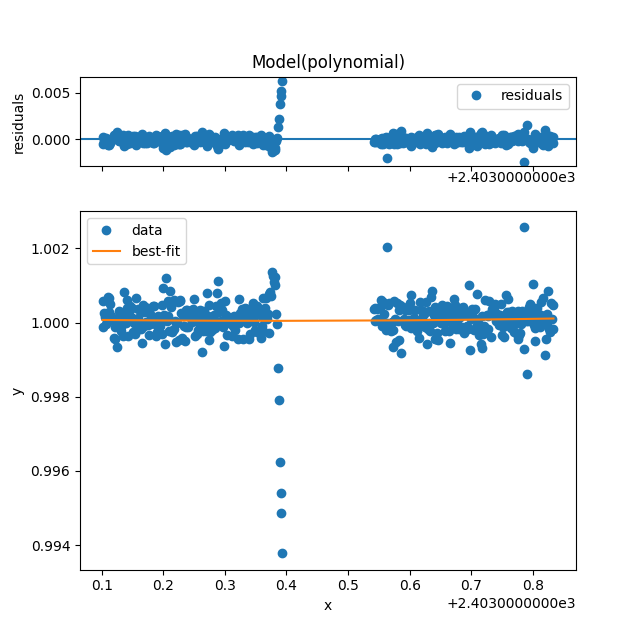 Model(polynomial)
residuals
0.005
0.000
residuals
+2.4030000000e3
y
1.002
1.000
0.998
0.996
0.994
data
best-fit
0.1 0.2 0.3 0.4 0.5 0.6 0.7 0.8
x
+2.4030000000e3